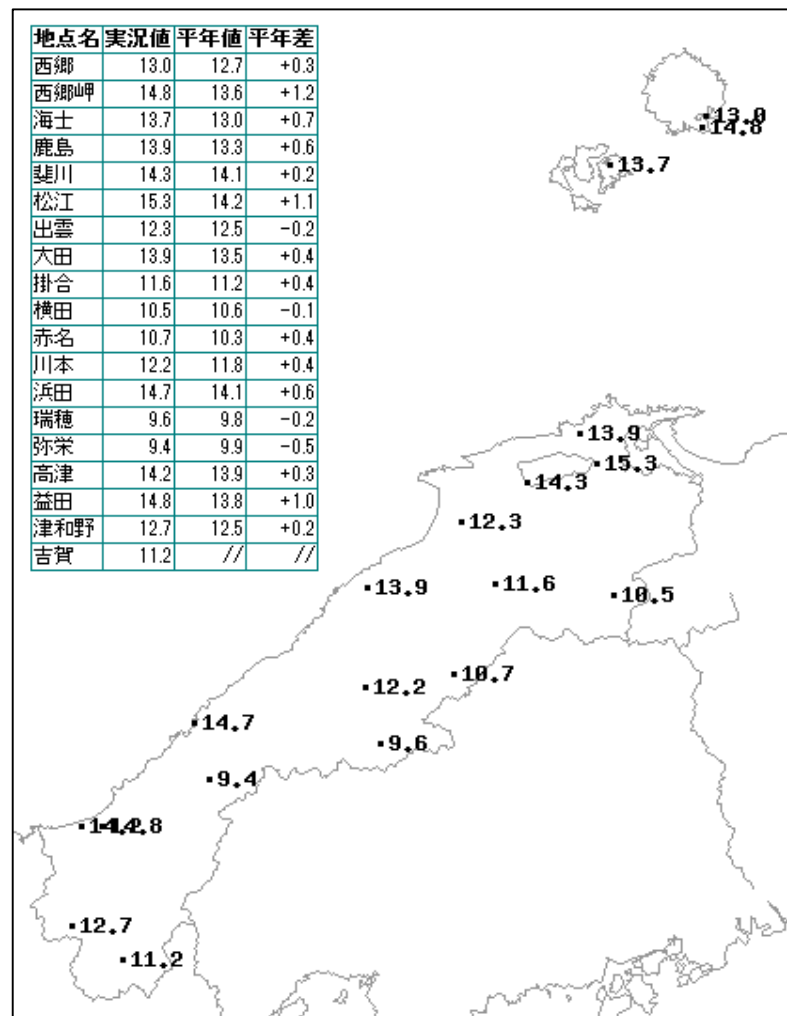 地点名 実況値 平年値 平年差
西郷 13.0 12.7 +0.3
西郷岬 14.8 13.6 +1.2
海士 13.7 13.0 +0.7
鹿島 13.9 13.3 +0.6
斐川 14.3 14.1 +0.2
松江 15.3 14.2 +1.1
出雲 12.3 12.5 -0.2
大田 13.9 13.5 +0.4
掛合 11.6 11.2 +0.4
横田 10.5 10.6 -0.1
赤名 10.7 10.3 +0.4
川本 12.2 11.8 +0.4
浜田 14.7 14.1 +0.6
瑞穂 9.6 9.8 -0.2
弥栄 9.4 9.9 -0.5
高津 14.2 13.9 +0.3
益田 14.8 13.8 +1.0
津和野 12.7 12.5 +0.2
吉賀 11.2 // //
13.0
14.8
13.7
13.9
15.3
14.3
12.3
13.9
11.6
10.5
10.7
12.2
14.7
9.6
9.4
12.7
11.2